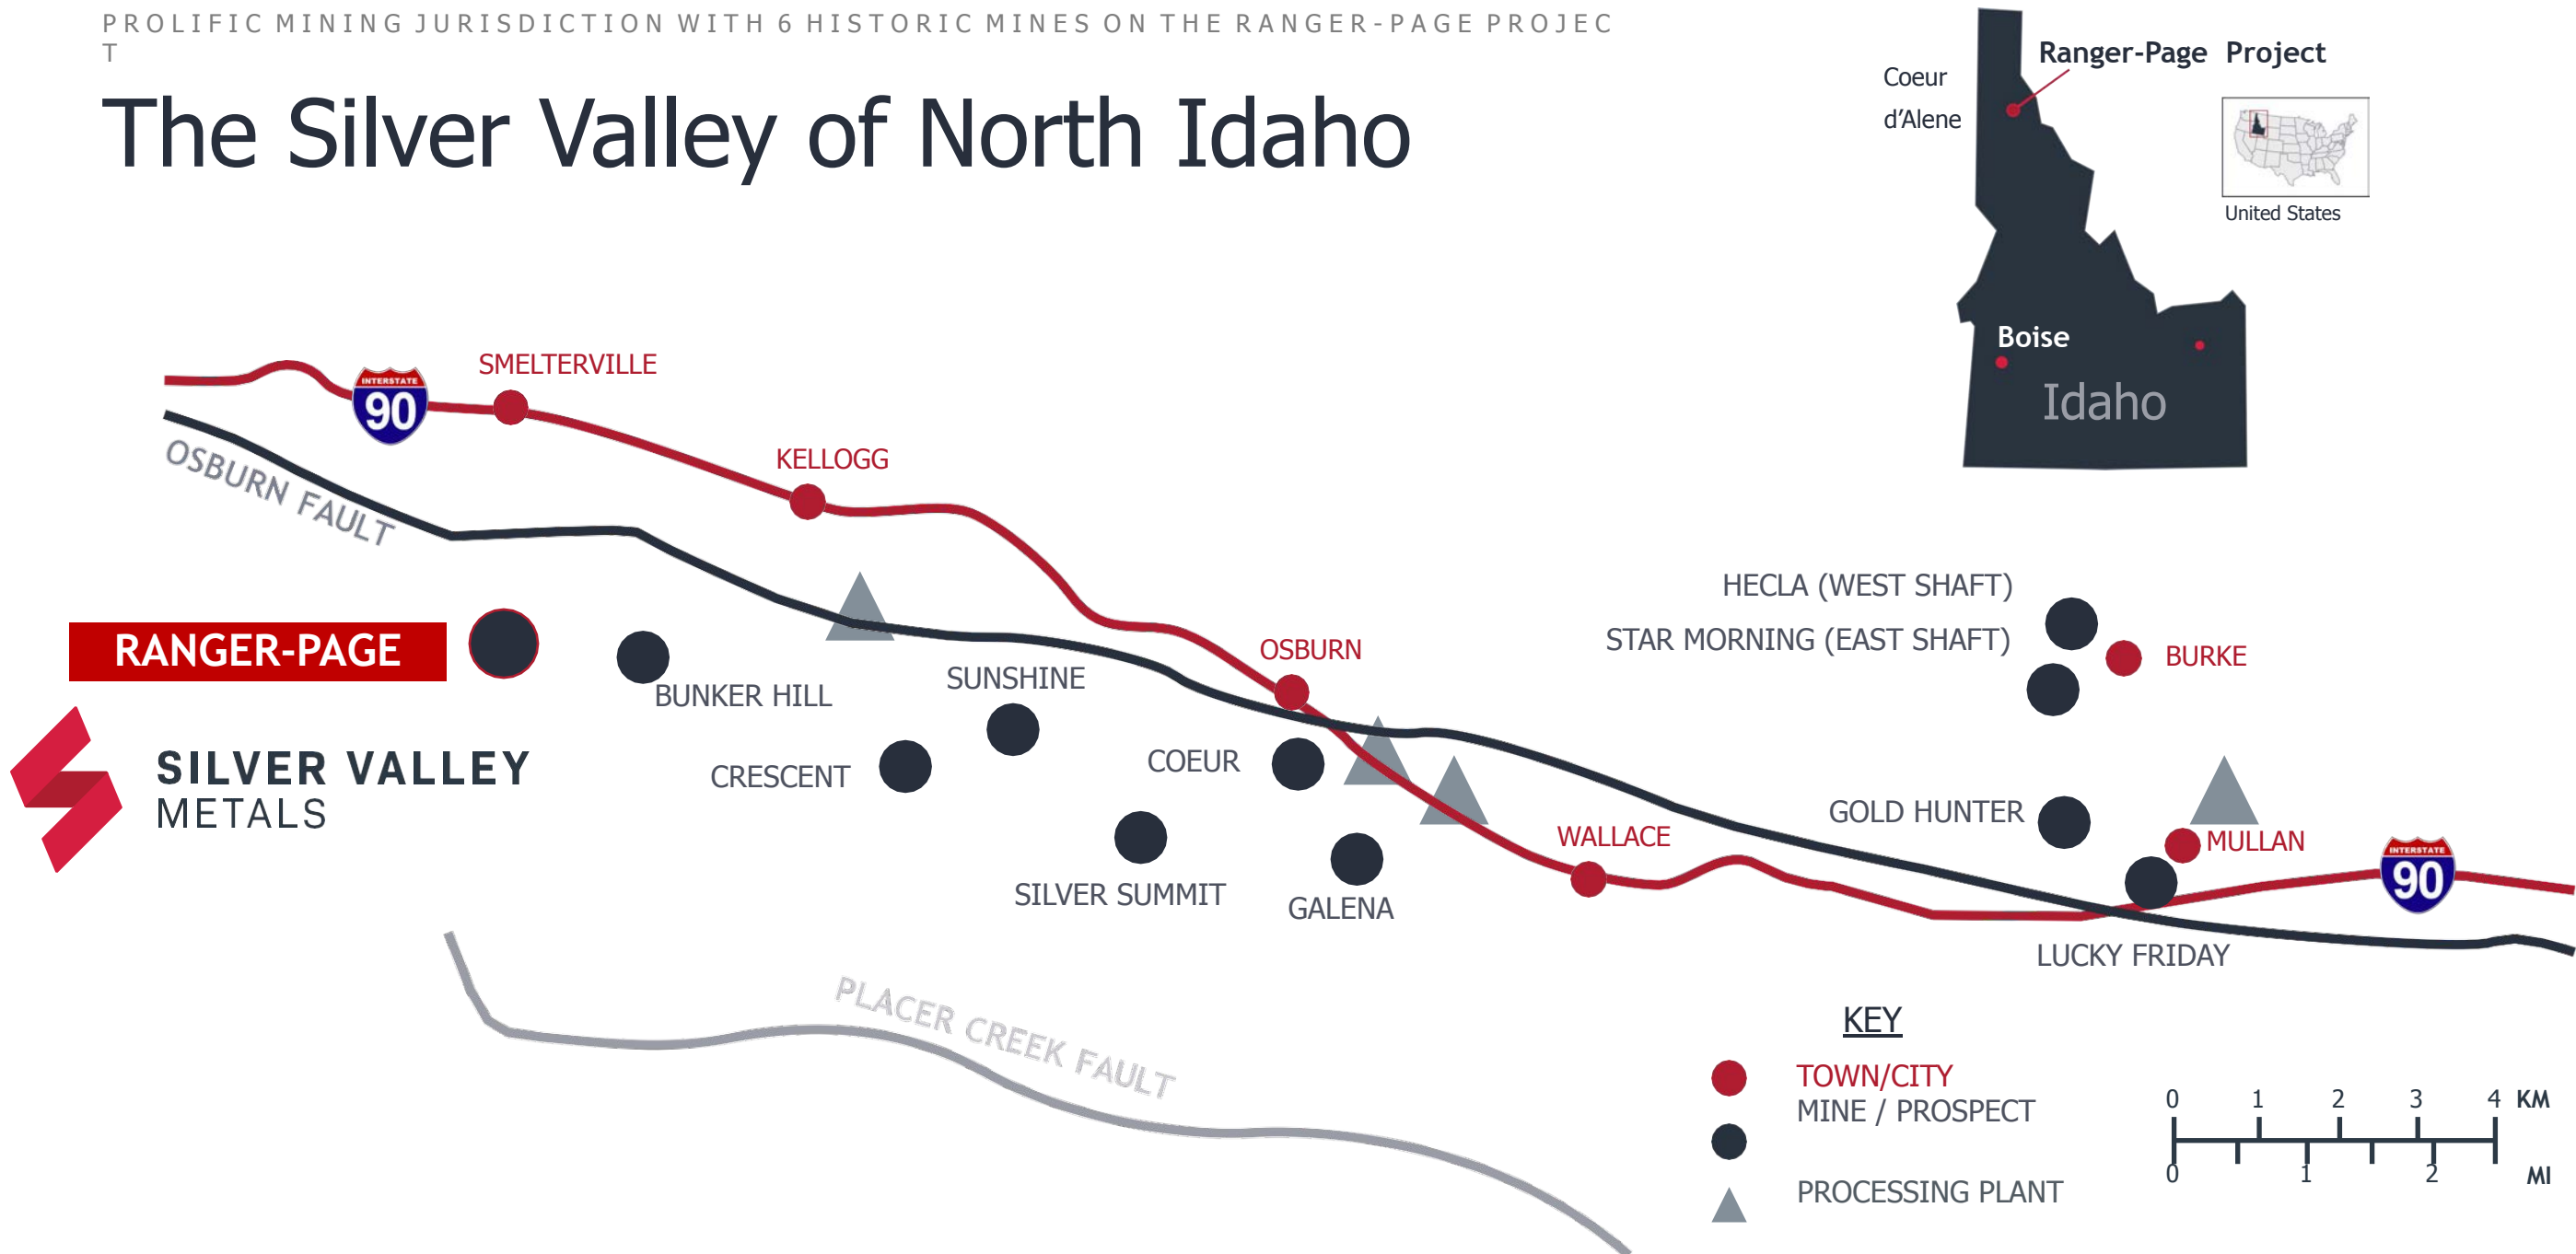 PROLIFIC MINING JURISDICTION WITH 6 HISTORIC MINES ON THE RANGER-PAGE PROJEC
T
The Silver Valley of North Idaho
Ranger-Page Project
Coeur
d’Alene
United States
Boise
Idaho
INTERSTATE
90
SMELTERVILLE
KELLOGG
OSBURN FAULT
HECLA (WEST SHAFT)
STAR MORNING (EAST SHAFT)
BURKE
RANGER-PAGE
OSBURN
BUNKER HILL
SUNSHINE
SILVER VALLEY
METALS
CRESCENT
COEUR
GOLD HUNTER
WALLACE
MULLAN
INTERSTATE
90
SILVER SUMMIT
GALENA
LUCKY FRIDAY
PLACER CREEK FAULT
KEY
TOWN/CITY
MINE / PROSPECT
PROCESSING PLANT
0 1 2 3 4 KM
0 1 2 MI